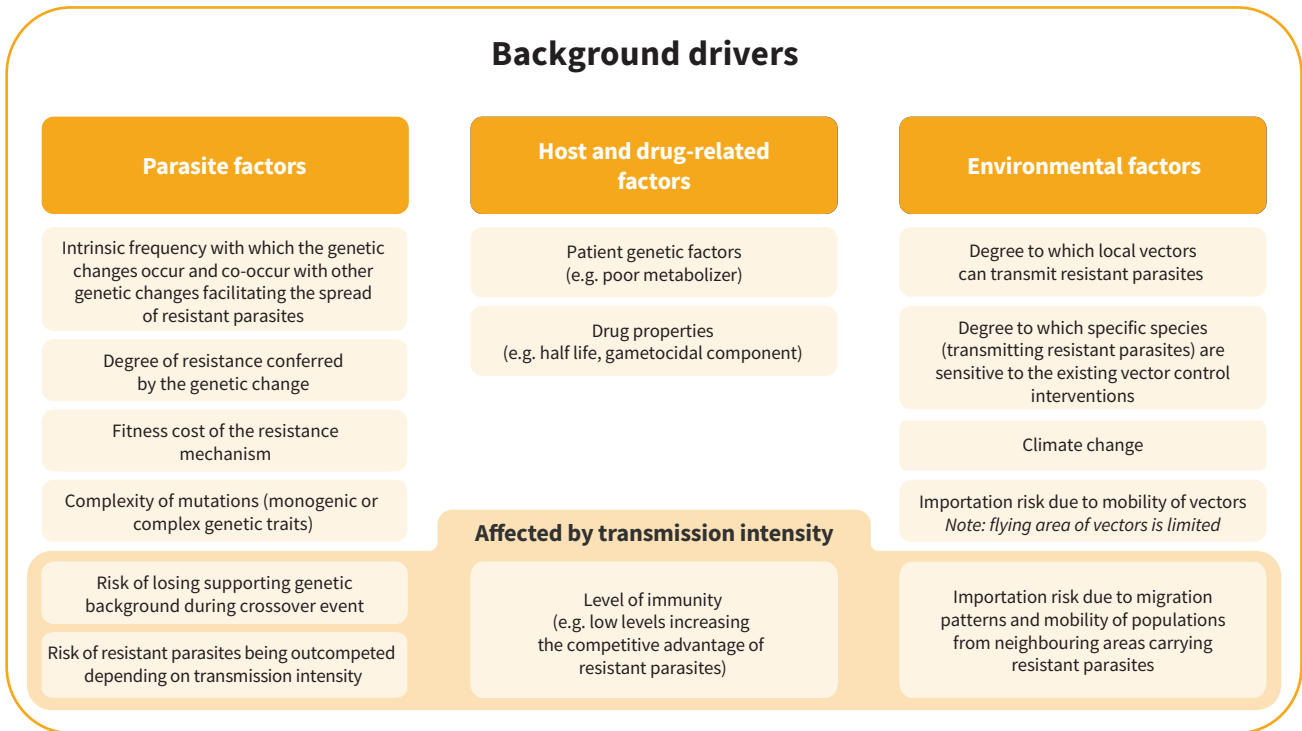 Background drivers
Parasite factors
Intrinsic frequency with which the genetic
changes occur and co-occur with other
genetic changes facilitating the spread
of resistant parasites
Degree of resistance conferred
by the genetic change
Fitness cost of the resistance
mechanism
Complexity of mutations (monogenic or
complex genetic traits)
Host and drug-related
factors
Patient genetic factors
(e.g. poor metabolizer)
Drug properties
(e.g. half life, gametocidal component)
Environmental factors
Degree to which local vectors
can transmit resistant parasites
Degree to which specific species
(transmitting resistant parasites) are
sensitive to the existing vector control
interventions
Climate change
Importation risk due to mobility of vectors
Note: flying area of vectors is limited
Affected by transmission intensity
Risk of losing supporting genetic
background during crossover event
Risk of resistant parasites being outcompeted
depending on transmission intensity
Level of immunity
(e.g. low levels increasing
the competitive advantage of
resistant parasites)
Importation risk due to migration
patterns and mobility of populations
from neighbouring areas carrying
resistant parasites